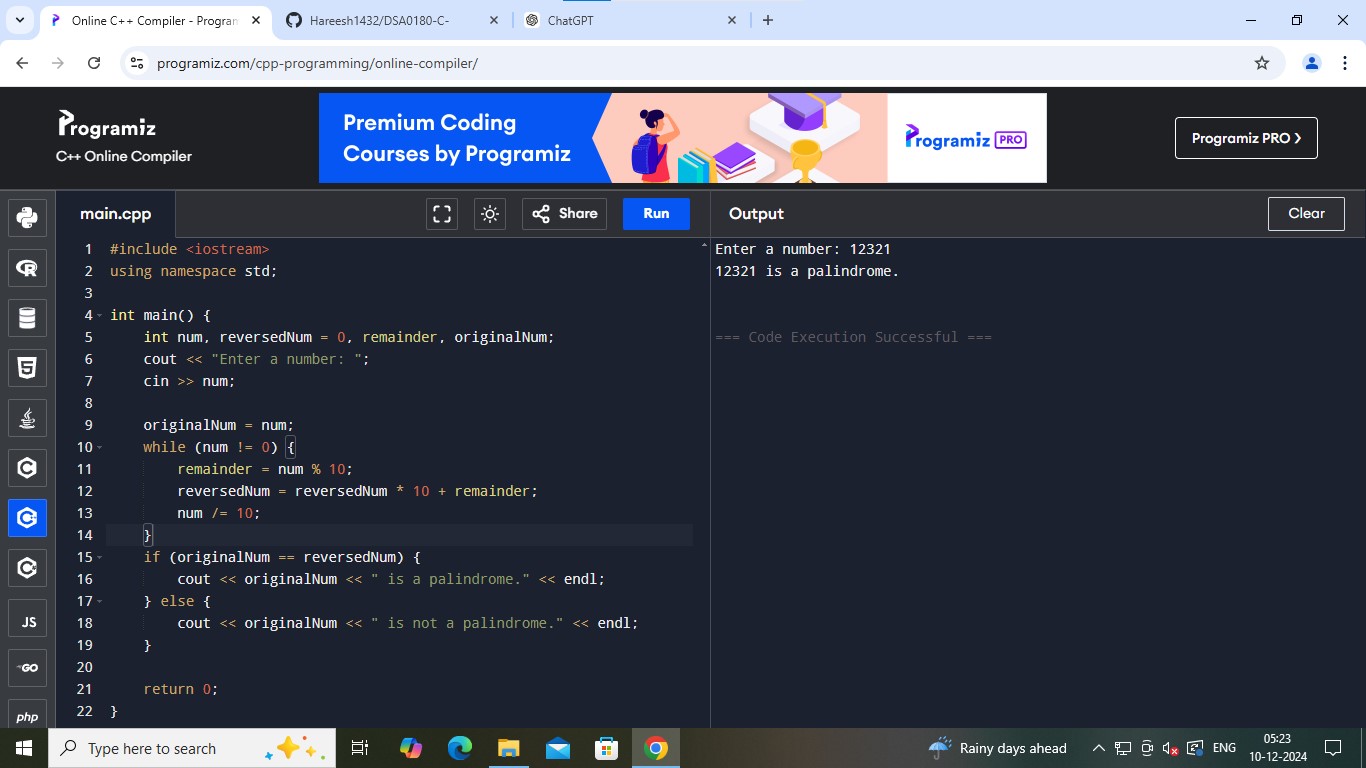 Online C++ Compiler - Program
Hareesh1432/DSA0180-C-
ChatGPT
programiz.com/cpp-programming/online-compiler/
Programiz
C++ Online Compiler
Premium Coding
Courses by Programiz
Programiz PRO
Programiz PRO
main.cpp
Share
Run
Output
Clear
1 #include <iostream>
2 using namespace std;
3
4 int main() {
5     int num, reversedNum = 0, remainder, originalNum;
6     cout << "Enter a number: ";
7     cin >> num;
8
9     originalNum = num;
10     while (num != 0) {
11         remainder = num % 10;
12         reversedNum = reversedNum * 10 + remainder;
13         num /= 10;
14     }
15     if (originalNum == reversedNum) {
16         cout << originalNum << " is a palindrome." << endl;
17     } else {
18         cout << originalNum << " is not a palindrome." << endl;
19     }
20
21     return 0;
22 }
Enter a number: 12321
12321 is a palindrome.
=== Code Execution Successful ===
JS
GO
php
Type here to search
Rainy days ahead
ENG
05:23
10-12-2024